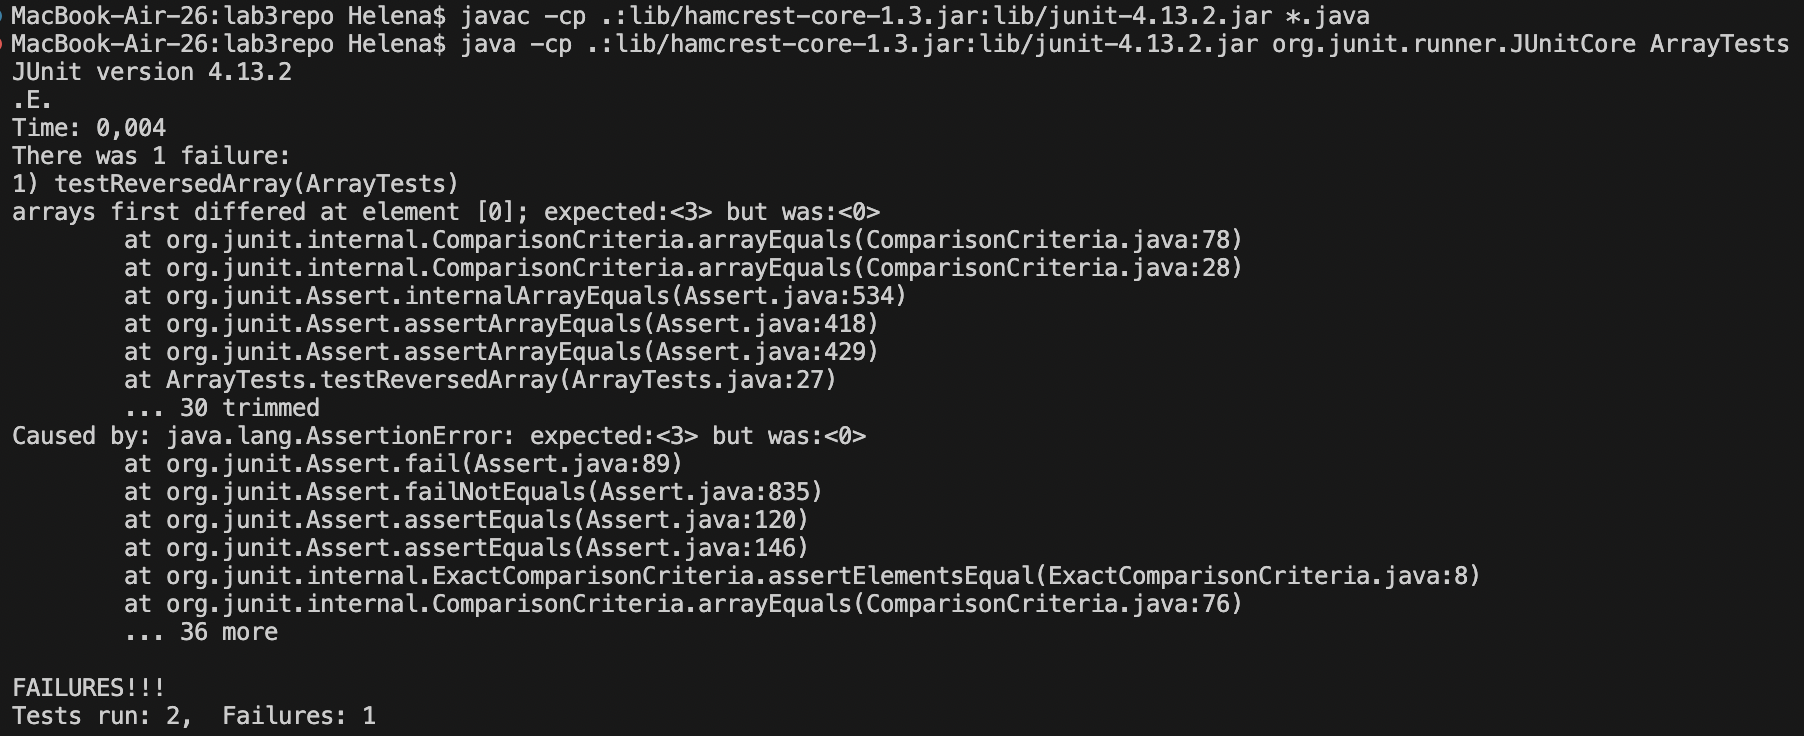 MacBook-Air-26:lab3repo Helena$ javac -cp .:lib/hamcrest-core-1.3.jar:lib/junit-4.13.2.jar *.java
MacBook-Air-26:lab3repo Helena$ java -cp .:lib/hamcrest-core-1.3.jar:lib/junit-4.13.2.jar org.junit.runner.JUnitCore ArrayTests
JUnit version 4.13.2
.E.
Time: 0,004
There was 1 failure:
1) testReversedArray(ArrayTests)
arrays first differed at element [0]; expected:<3> but was:<0>
        at org.junit.internal.ComparisonCriteria.arrayEquals(ComparisonCriteria.java:78)
        at org.junit.internal.ComparisonCriteria.arrayEquals(ComparisonCriteria.java:28)
        at org.junit.Assert.internalArrayEquals(Assert.java:534)
        at org.junit.Assert.assertArrayEquals(Assert.java:418)
        at org.junit.Assert.assertArrayEquals(Assert.java:429)
        at ArrayTests.testReversedArray(ArrayTests.java:27)
        ... 30 trimmed
Caused by: java.lang.AssertionError: expected:<3> but was:<0>
        at org.junit.Assert.fail(Assert.java:89)
        at org.junit.Assert.failNotEquals(Assert.java:835)
        at org.junit.Assert.assertEquals(Assert.java:120)
        at org.junit.Assert.assertEquals(Assert.java:146)
        at org.junit.internal.ExactComparisonCriteria.assertElementsEqual(ExactComparisonCriteria.java:8)
        at org.junit.internal.ComparisonCriteria.arrayEquals(ComparisonCriteria.java:76)
        ... 36 more

FAILURES!!!
Tests run: 2,  Failures: 1